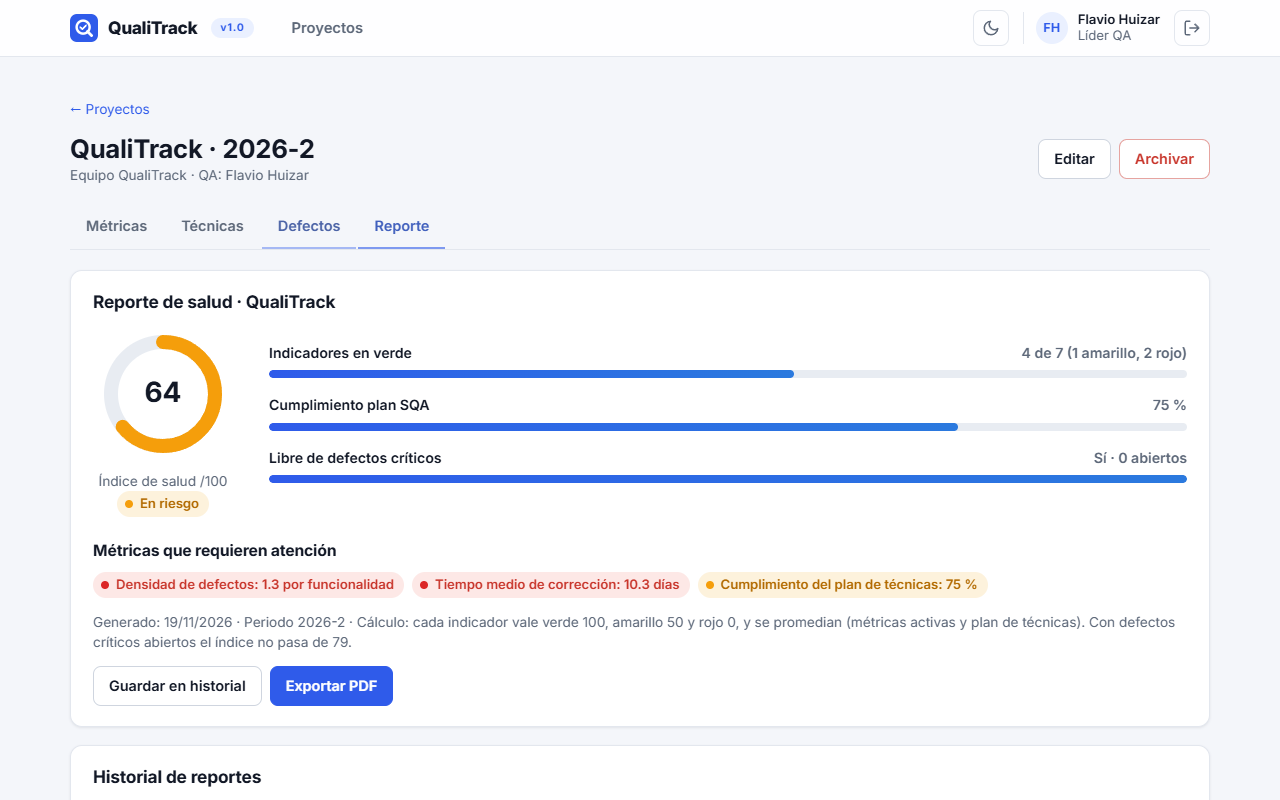 QualiTrack v1.0 Proyectos FH Flavio Huizar
Líder QA
← Proyectos
QualiTrack · 2026-2
Equipo QualiTrack · QA: Flavio Huizar
Editar Archivar
Métricas Técnicas Defectos Reporte
Reporte de salud · QualiTrack
64
Índice de salud /100
En riesgo
Indicadores en verde 4 de 7 (1 amarillo, 2 rojo)
Cumplimiento plan SQA 75 %
Libre de defectos críticos Sí · 0 abiertos
Métricas que requieren atención
Densidad de defectos: 1.3 por funcionalidad Tiempo medio de corrección: 10.3 días Cumplimiento del plan de técnicas: 75 %
Generado: 19/11/2026 · Periodo 2026-2 · Cálculo: cada indicador vale verde 100, amarillo 50 y rojo 0, y se promedian (métricas activas y plan de técnicas). Con defectos
críticos abiertos el índice no pasa de 79.
Guardar en historial Exportar PDF
Historial de reportes